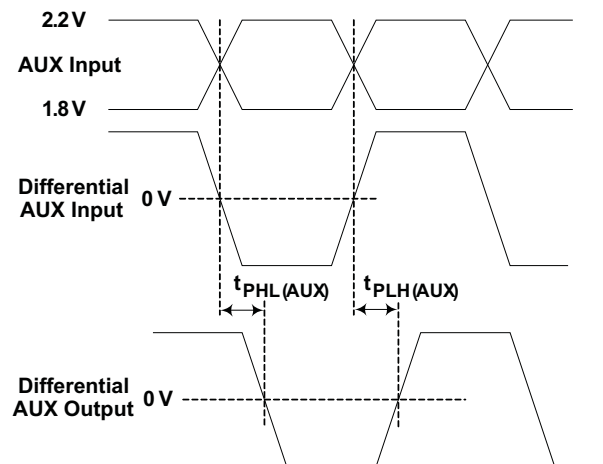 2.2 V
AUX Input
1.8 V
Differential
AUX Input
0 V
tPHL(AUX)
tPLH(AUX)
Differential
AUX Output
0 V